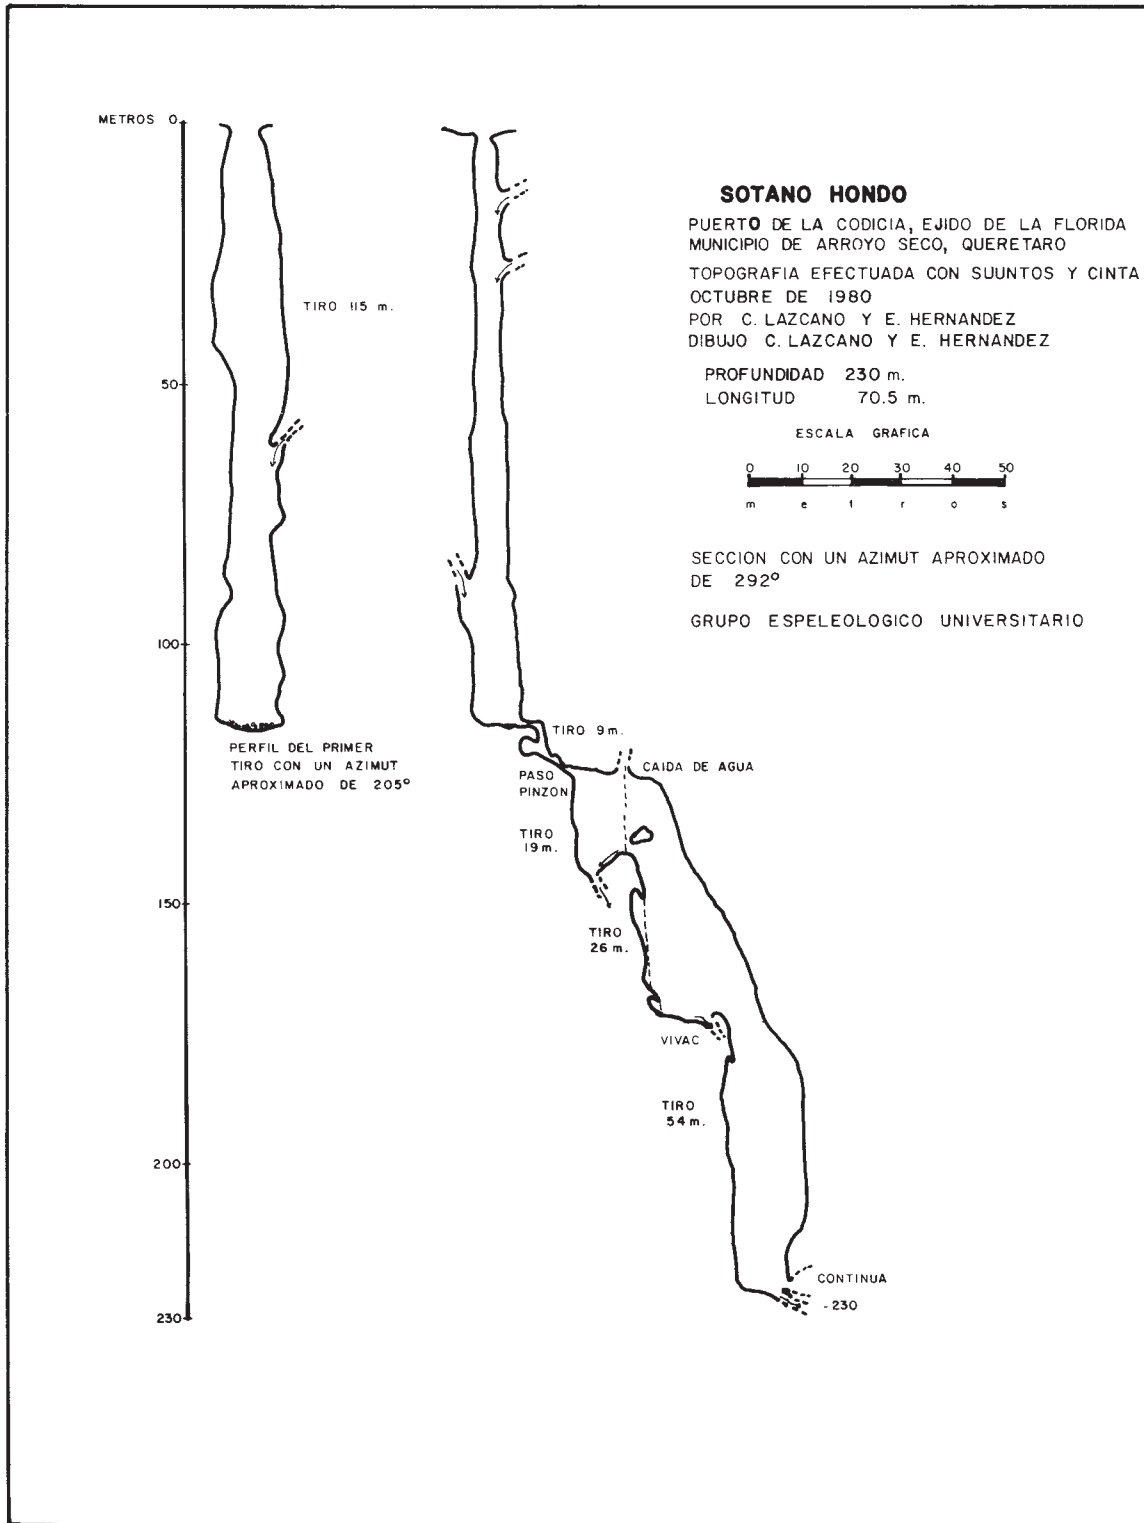 METROS 0
50
100
150
200
230
TIRO 115 m.
PERFIL DEL PRIMER
TIRO CON UN AZIMUT
APROXIMADO DE 205º
SOTANO HONDO
PUERTO DE LA CODICIA, EJIDO DE LA FLORIDA
MUNICIPIO DE ARROYO SECO, QUERETARO
TOPOGRAFIA EFECTUADA CON SUUNTOS Y CINTA
OCTUBRE DE 1980
POR C. LAZCANO Y E. HERNANDEZ
DIBUJO C. LAZCANO Y E. HERNANDEZ
PROFUNDIDAD 230 m.
LONGITUD 70.5 m.
ESCALA GRAFICA
0 10 20 30 40 50
m e t r o s
SECCION CON UN AZIMUT APROXIMADO
DE 292º
GRUPO ESPELEOLOGICO UNIVERSITARIO
TIRO 9 m.
CAIDA DE AGUA
PASO
PINZON
TIRO
19 m.
TIRO
26 m.
VIVAC
TIRO
54 m.
CONTINUA
-230